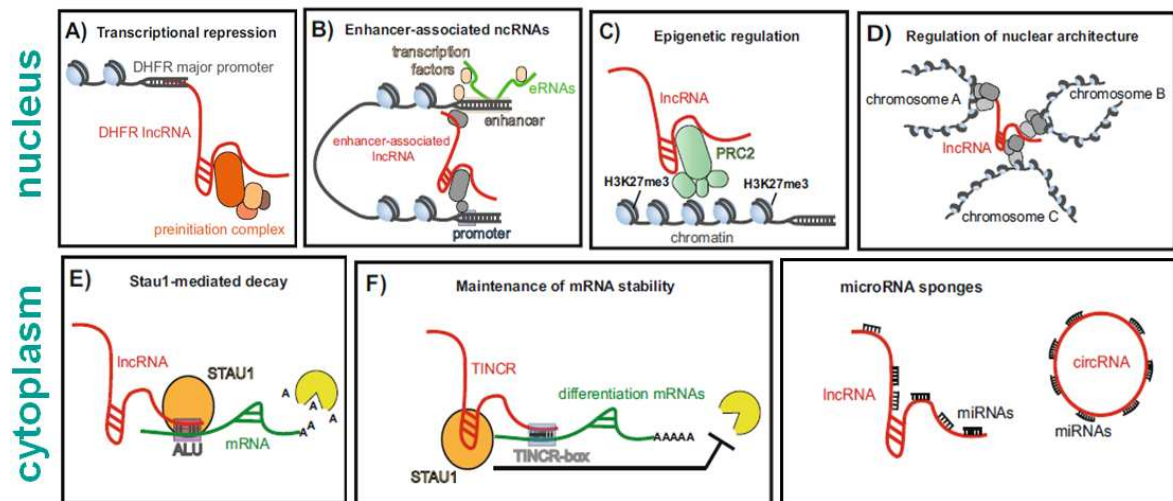 nucleus
A) Transcriptional repression
DHFR major promoter
DHFR lncRNA
preinitiation complex
B) Enhancer-associated ncRNAs
transcription
factors
eRNAs
enhancer
enhancer-associated
lncRNA
promoter
C) Epigenetic regulation
lncRNA
PRC2
H3K27me3 H3K27me3
chromatin
D) Regulation of nuclear architecture
chromosome A
chromosome B
lncRNA
chromosome C
cytoplasm
E) Stau1-mediated decay
lncRNA
STAU1
A
A
A
A
ALU
mRNA
F) Maintenance of mRNA stability
TINCR
differentiation mRNAs
AAAAA
TINCR-box
STAU1
microRNA sponges
lncRNA
circRNA
miRNAs
miRNAs